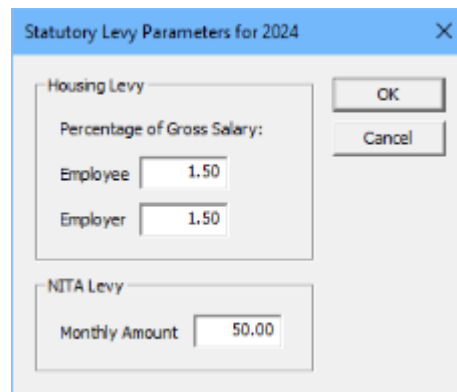 Statutory Levy Parameters for 2024
Housing Levy
Percentage of Gross Salary:
Employee 1.50
Employer 1.50
OK
Cancel
NITA Levy
Monthly Amount 50.00